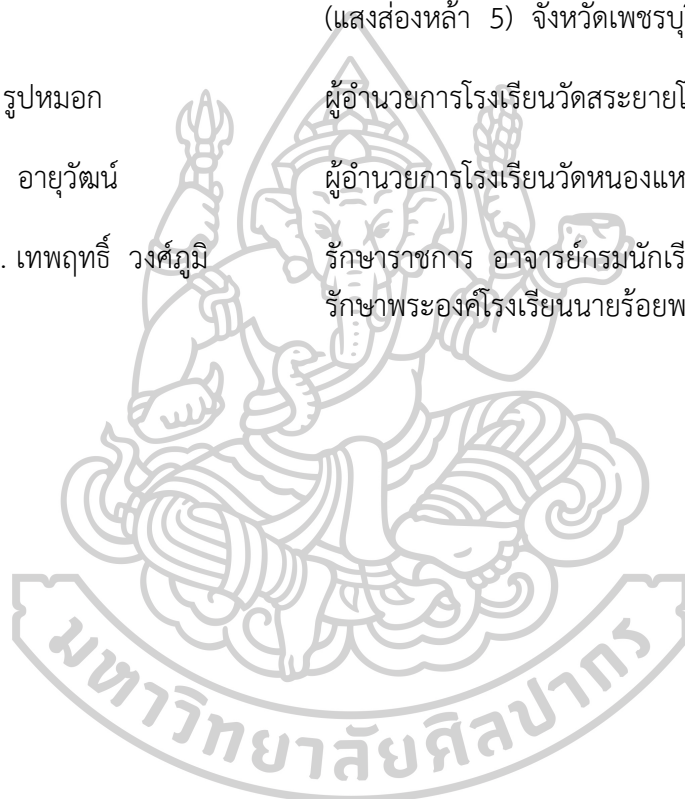 (แสงส่องหล้า 5) จังหวัดเพชรบุ
รูปหมอก ผู้อำนวยการโรงเรียนวัดสระยายโ
อายุวัฒน์ ผู้อำนวยการโรงเรียนวัดหนองแห
. เทพฤทธิ์ วงศ์ภูมิ รักษาราชการ อาจารย์กรมนักเรี
รักษาพระองค์โรงเรียนนายร้อยพ
มหาวิทยาลัยศิลปากร